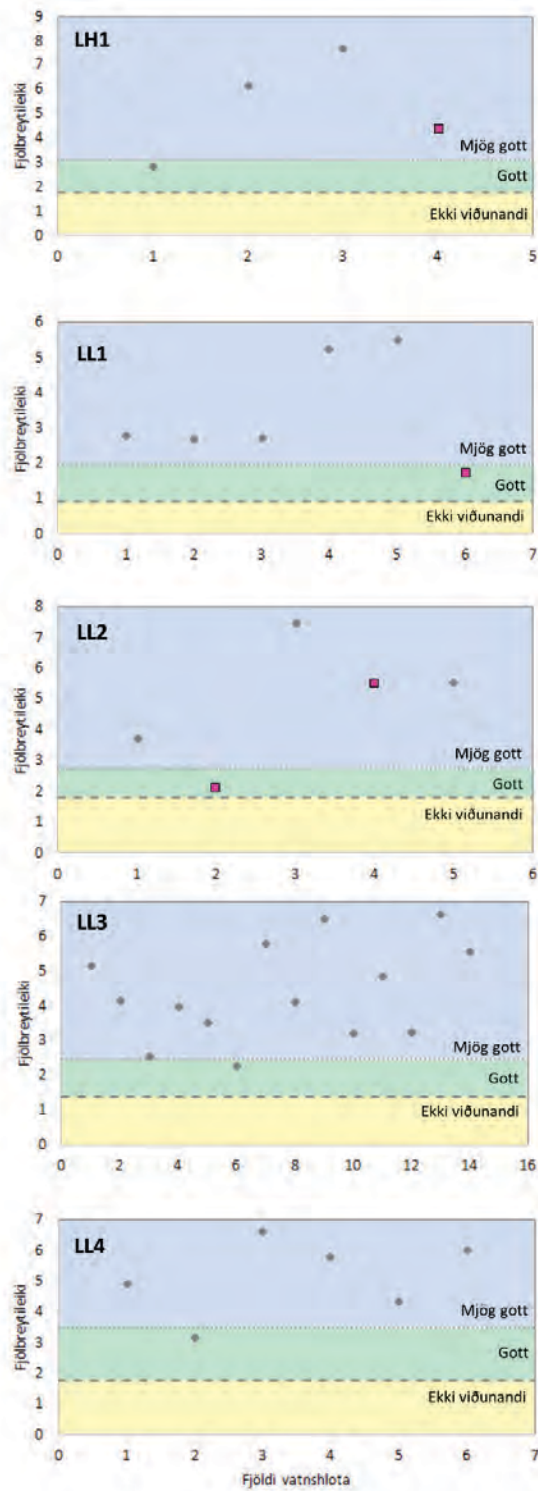 LH1
Fjölbreytileiki
9
8
7
6
5
4
3
2
1
0
Mjög gott
Gott
Ekki viðunandi
0 1 2 3 4 5
LL1
Fjölbreytileiki
6
5
4
3
2
1
0
Mjög gott
Gott
Ekki viðunandi
0 1 2 3 4 5 6 7
LL2
Fjölbreytileiki
8
7
6
5
4
3
2
1
0
Mjög gott
Gott
Ekki viðunandi
0 1 2 3 4 5 6
LL3
Fjölbreytileiki
7
6
5
4
3
2
1
0
Mjög gott
Gott
Ekki viðunandi
0 2 4 6 8 10 12 14 16
LL4
Fjölbreytileiki
7
6
5
4
3
2
1
0
Mjög gott
Gott
Ekki viðunandi
0 1 2 3 4 5 6 7
Fjöldi vatnshlota